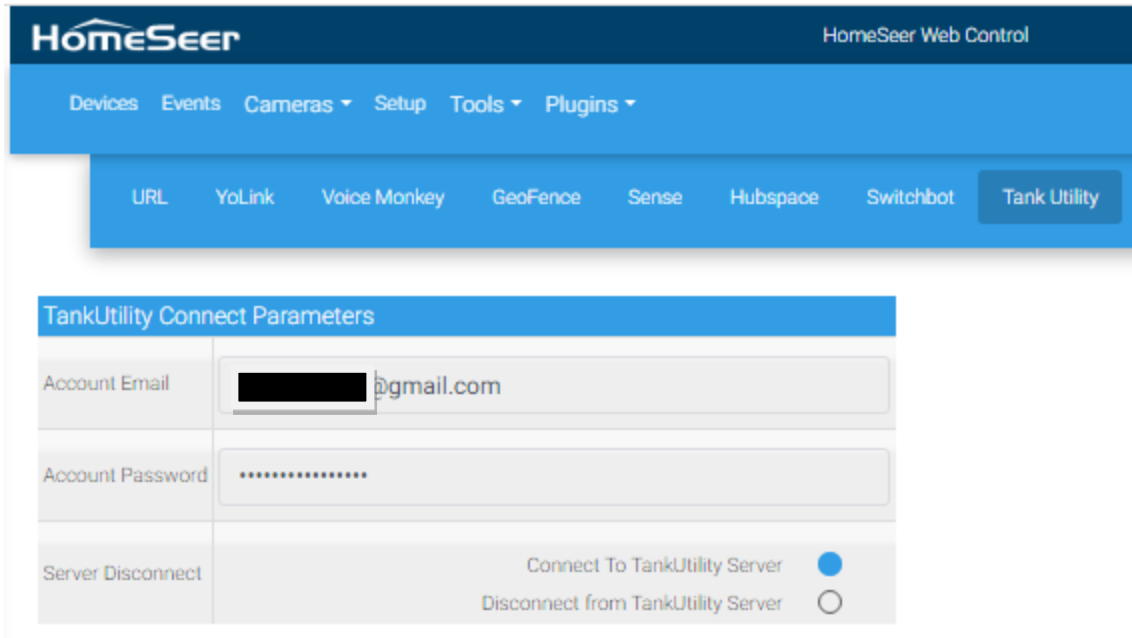 HomeSeer HomeSeer Web Control
Devices Events Cameras Setup Tools Plugins
URL YoLink Voice Monkey GeoFence Sense Hubspace Switchbot Tank Utility
TankUtility Connect Parameters
Account Email @gmail.com
Account Password ••••••••••••••••
Server Disconnect Connect To TankUtility Server
Disconnect from TankUtility Server